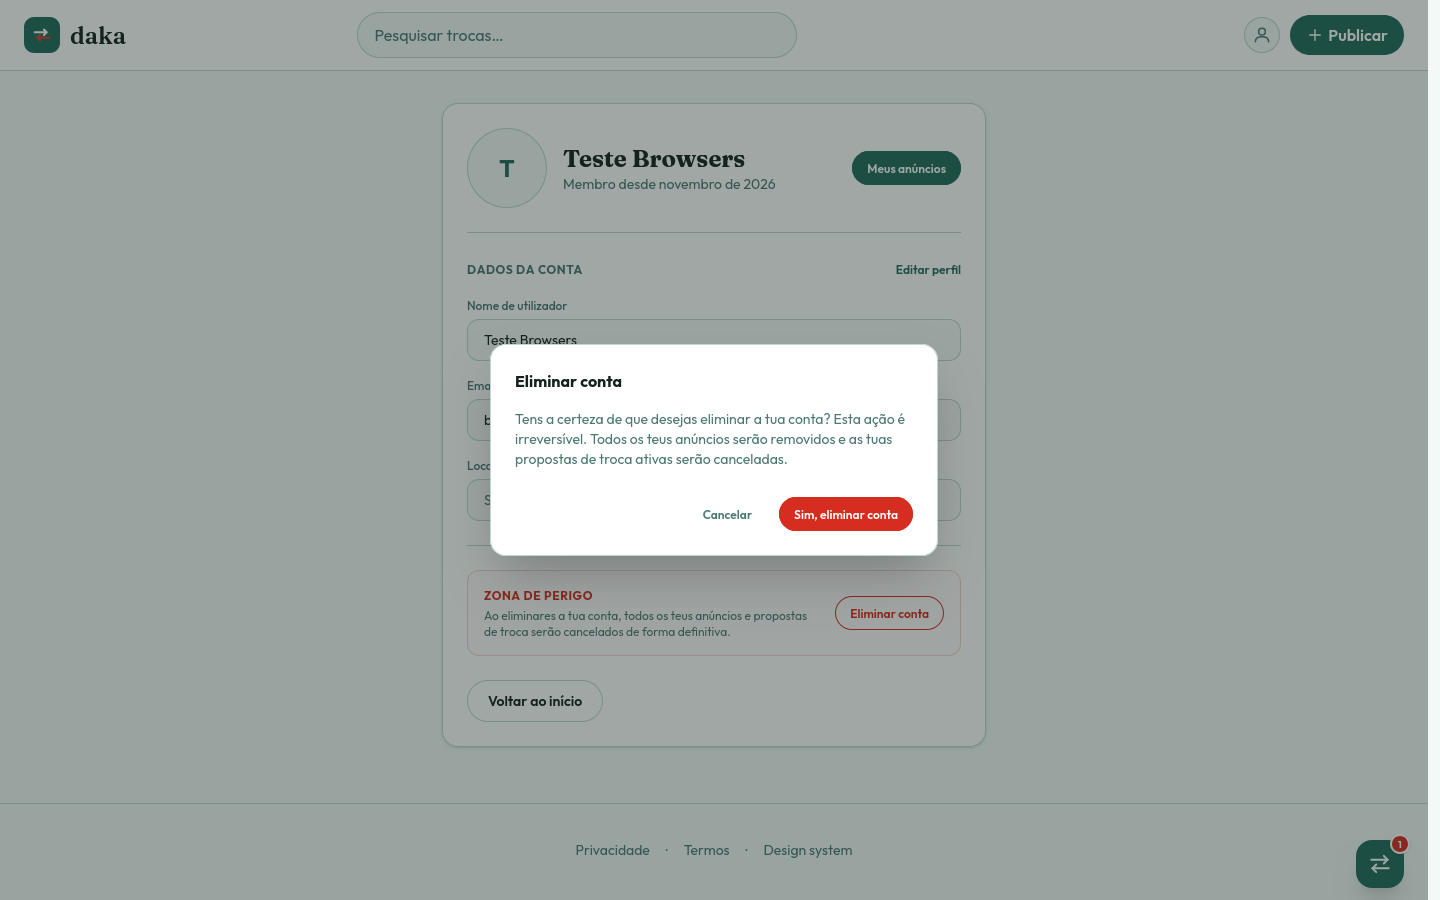 daka
Pesquisar trocas...
Publicar
T
Teste Browsers
Membro desde novembro de 2026
Meus anúncios
DADOS DA CONTA
Editar perfil
Nome de utilizador
Teste Browsers
Eliminar conta
Tens a certeza de que desejas eliminar a tua conta? Esta ação é
irreversível. Todos os teus anúncios serão removidos e as tuas
propostas de troca ativas serão canceladas.
Cancelar
Sim, eliminar conta
ZONA DE PERIGO
Ao eliminares a tua conta, todos os teus anúncios e propostas
de troca serão cancelados de forma definitiva.
Eliminar conta
Voltar ao início
Privacidade · Termos · Design system
1